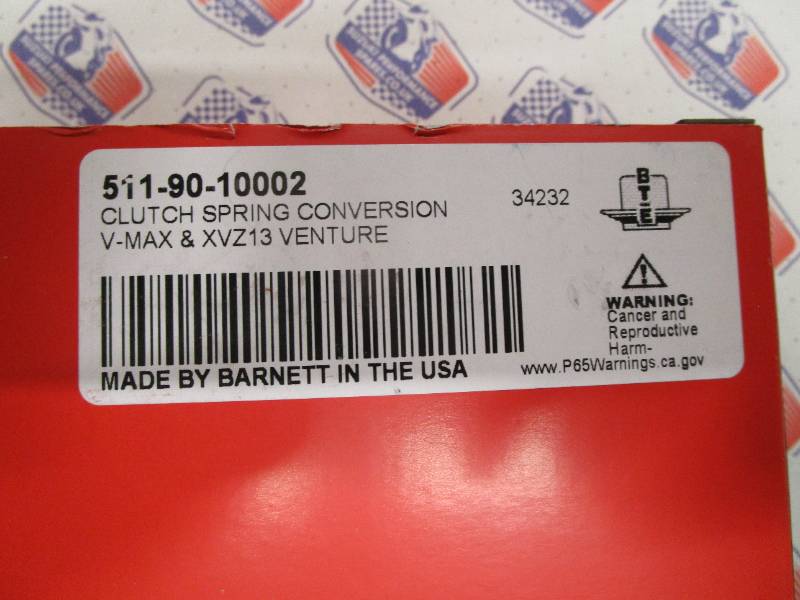 511-90-10002
CLUTCH SPRING CONVERSION
V-MAX & XVZ13 VENTURE
34232
BT-E
WARNING:
Cancer and
Reproductive
Harm-
www.P65Warnings.ca.gov
MADE BY BARNETT IN THE USA